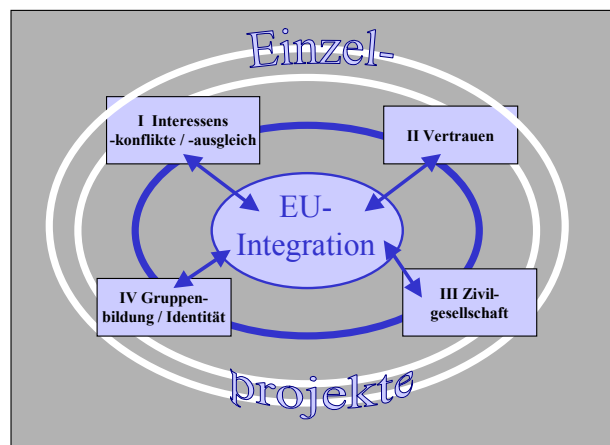 Einzel-
I Interessens
-konflikte / -ausgleich
II Vertrauen
EU-
Integration
IV Gruppen-
bildung / Identität
III Zivil-
gesellschaft
projekte